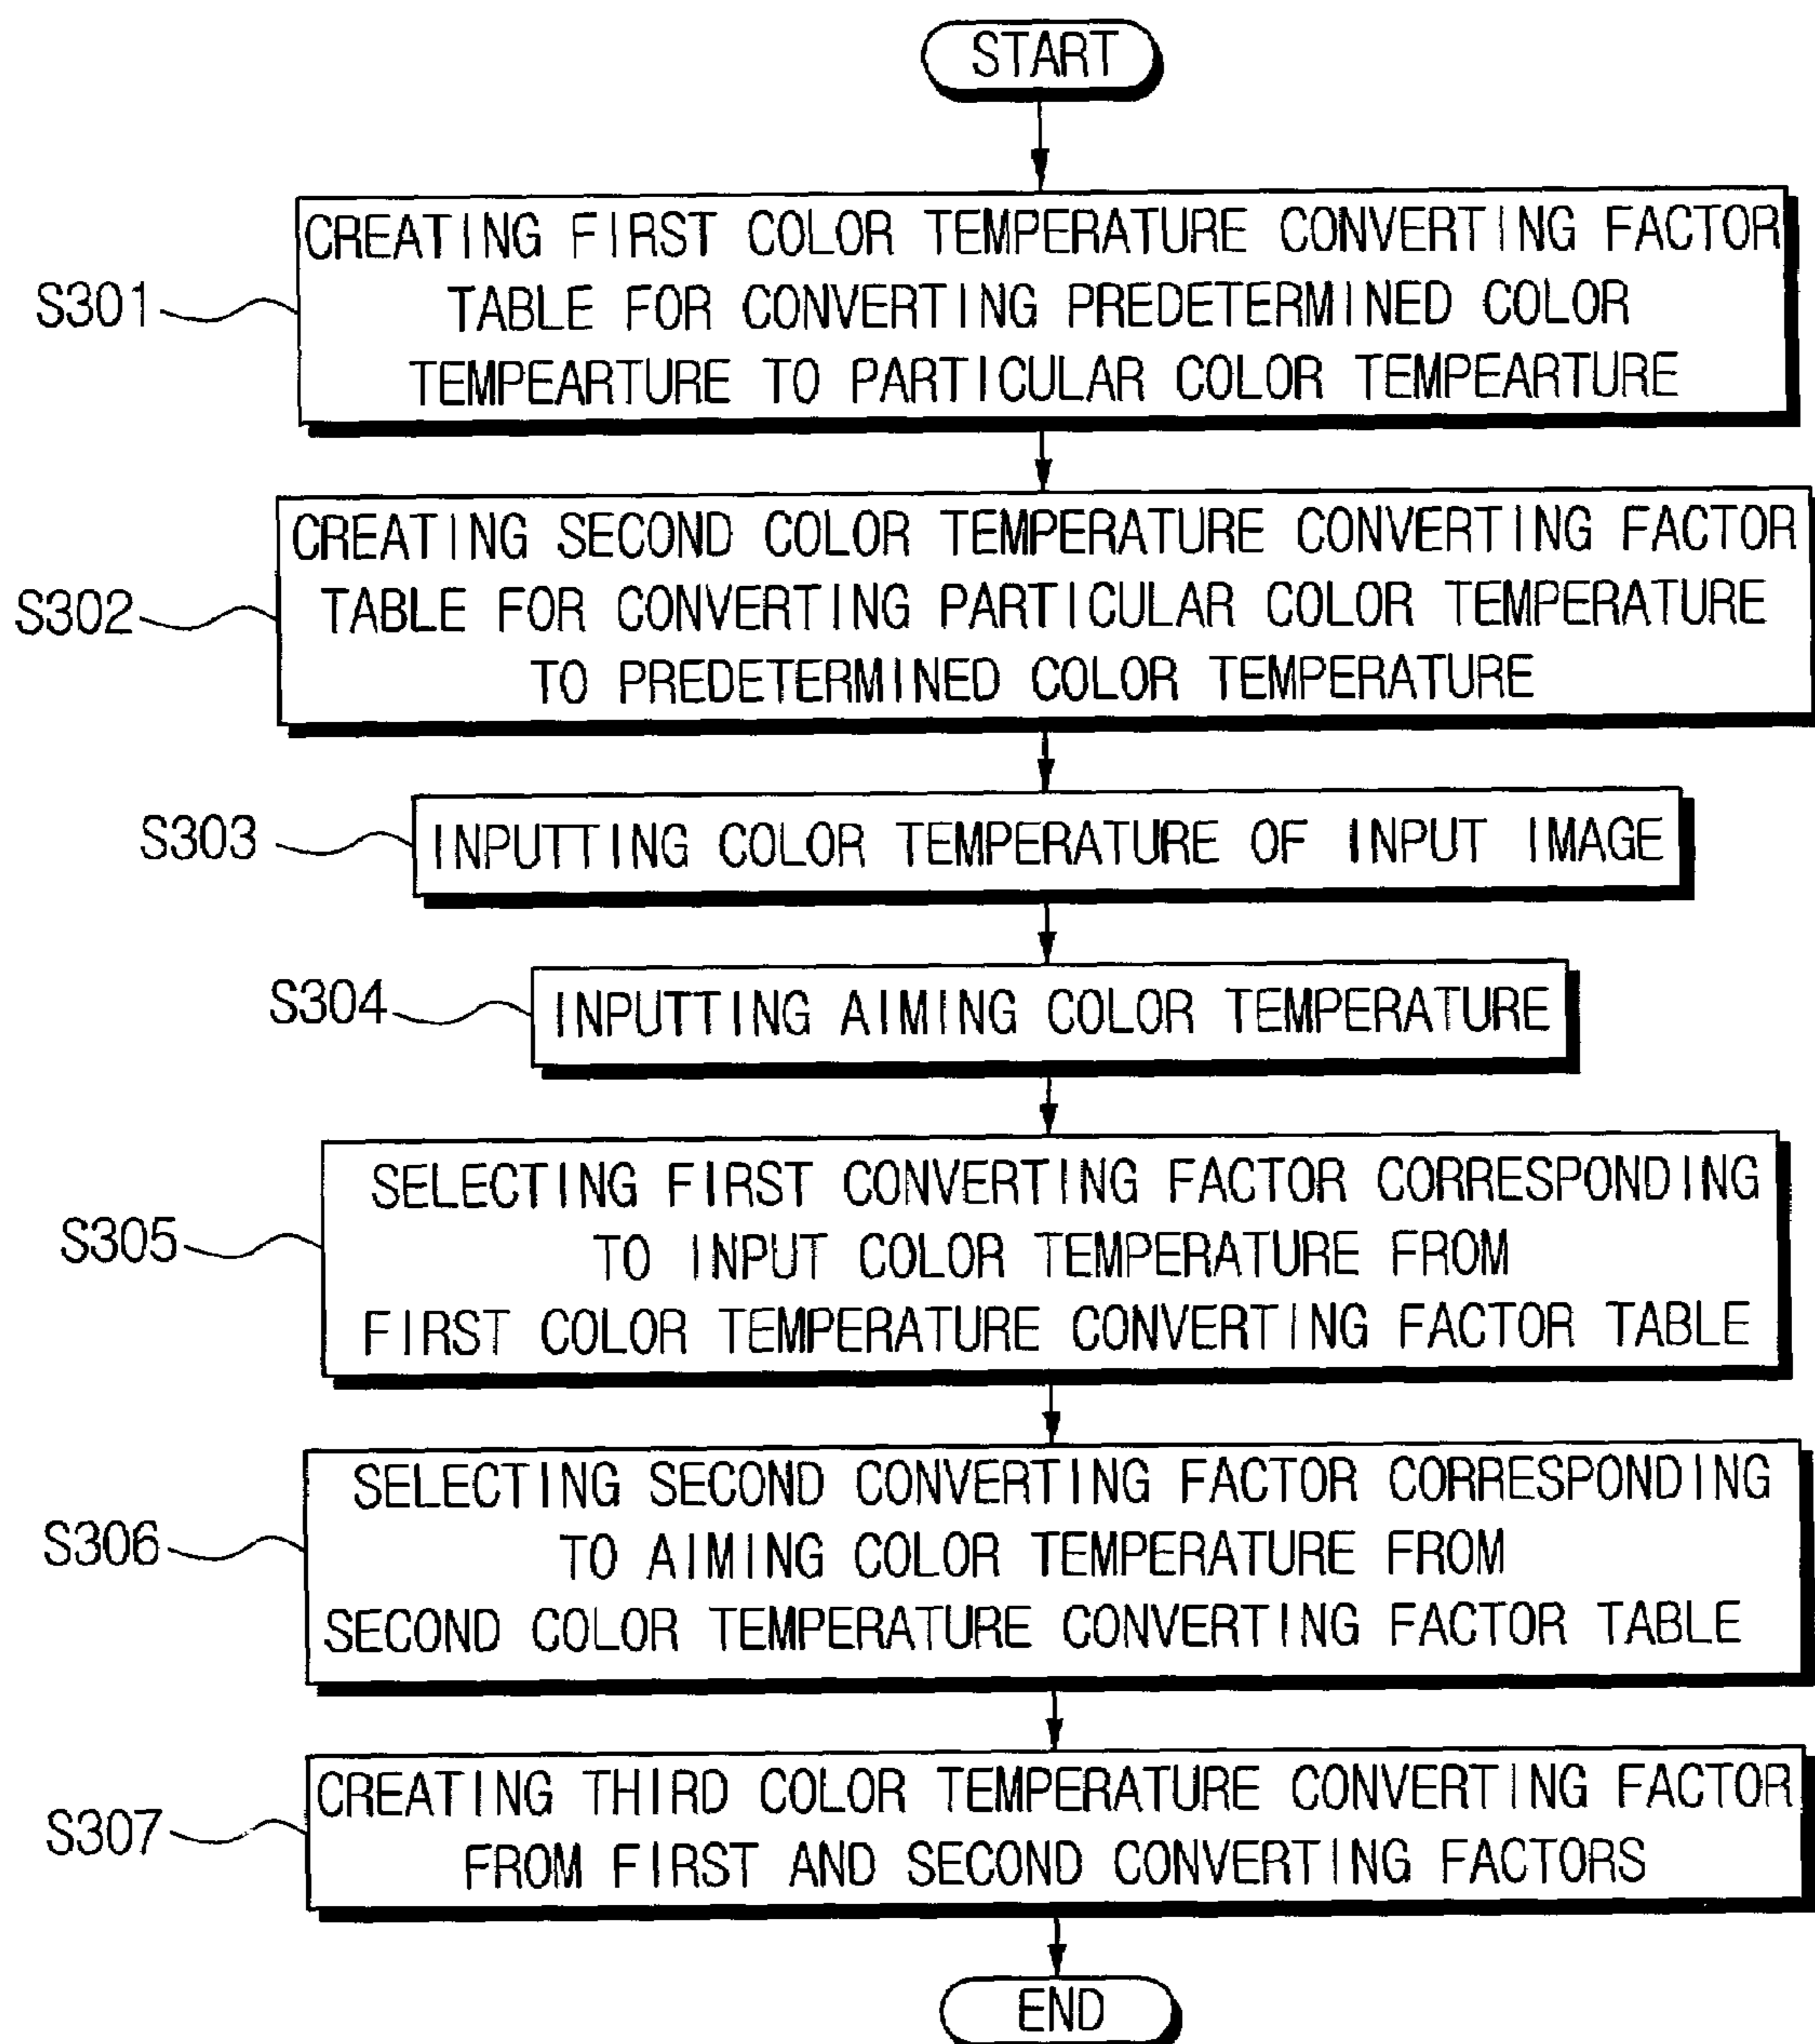 START
S301
CREATING FIRST COLOR TEMPERATURE CONVERTING FACTOR
TABLE FOR CONVERTING PREDETERMINED COLOR
TEMPEARTURE TO PARTICULAR COLOR TEMPEARTURE
S302
CREATING SECOND COLOR TEMPERATURE CONVERTING FACTOR
TABLE FOR CONVERTING PARTICULAR COLOR TEMPERATURE
TO PREDETERMINED COLOR TEMPERATURE
S303
INPUTTING COLOR TEMPERATURE OF INPUT IMAGE
S304
INPUTTING AIMING COLOR TEMPERATURE
S305
SELECTING FIRST CONVERTING FACTOR CORRESPONDING
TO INPUT COLOR TEMPERATURE FROM
FIRST COLOR TEMPERATURE CONVERTING FACTOR TABLE
S306
SELECTING SECOND CONVERTING FACTOR CORRESPONDING
TO AIMING COLOR TEMPERATURE FROM
SECOND COLOR TEMPERATURE CONVERTING FACTOR TABLE
S307
CREATING THIRD COLOR TEMPERATURE CONVERTING FACTOR
FROM FIRST AND SECOND CONVERTING FACTORS
END